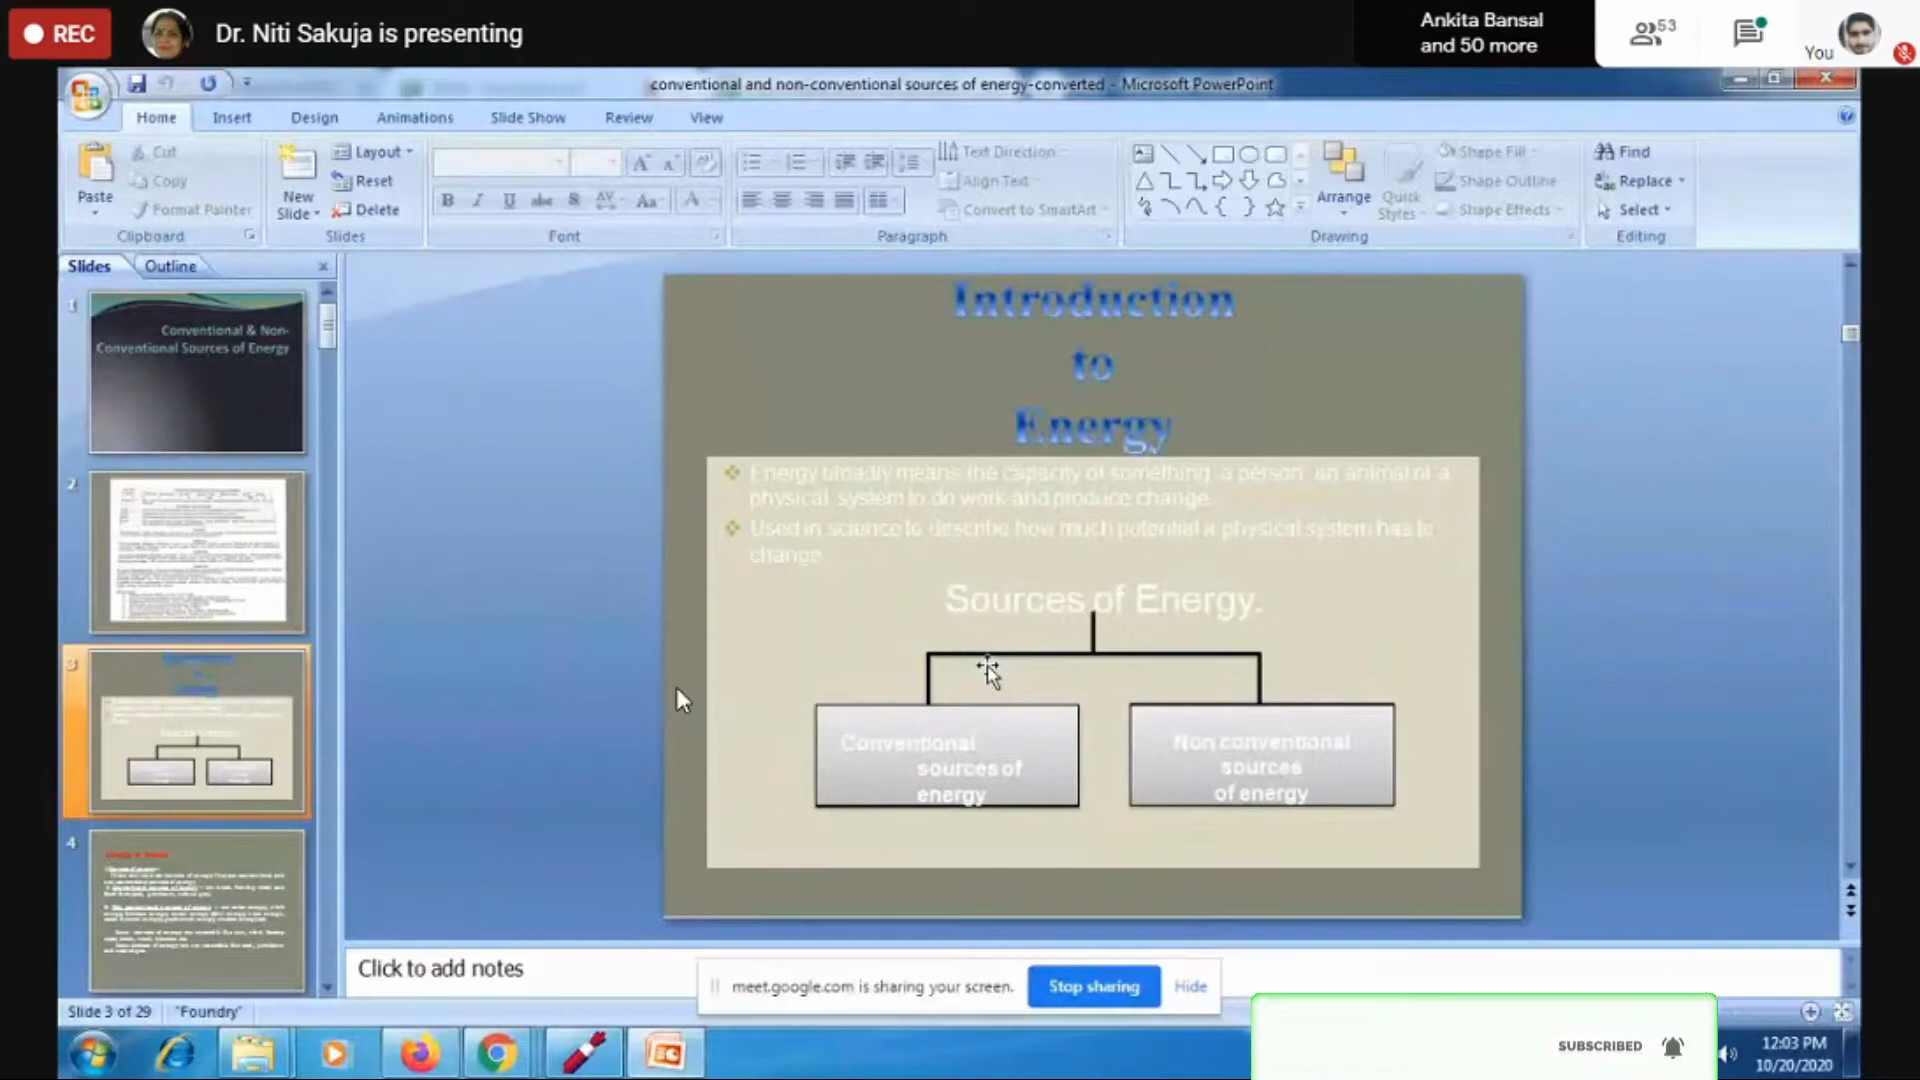 REC
Dr. Niti Sakuja is presenting
Ankita Bansal
and 50 more
53
You
conventional and non-conventional sources of energy-converted - Microsoft PowerPoint
Home
Insert
Design
Animations
Slide Show
Review
View
Paste
Cut
Copy
Format Painter
Clipboard
New
Slide
Layout
Reset
Delete
Slides
B I U abc S AV Aa A
Font
Text Direction
Align Text
Convert to SmartArt
Paragraph
Arrange
Quick
Styles
Shape Fill
Shape Outline
Shape Effects
Drawing
Find
Replace
Select
Editing
Slides
Outline
1
Conventional & Non-
Conventional Sources of Energy
2
3
4
Introduction
to
Energy
Energy broadly means the capacity of something, a person, an animal or a
physical system to do work and produce change.
Used in science to describe how much potential a physical system has to
change
Sources of Energy.
Conventional
sources of
energy
Non conventional
sources
of energy
Click to add notes
meet.google.com is sharing your screen.
Stop sharing
Hide
Slide 3 of 29
"Foundry"
SUBSCRIBED
12:03 PM
10/20/2020